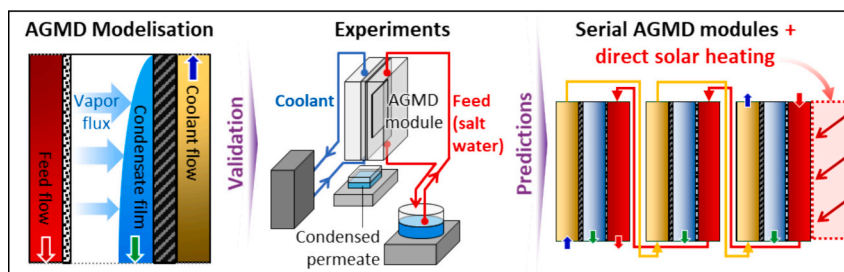 AGMD Modelisation
Feed flow
Vapor
flux
Condensate film
Coolant flow
Validation
Experiments
Coolant
AGMD
module
Feed
(salt
water)
Condensed
permeate
Predictions
Serial AGMD modules +
direct solar heating